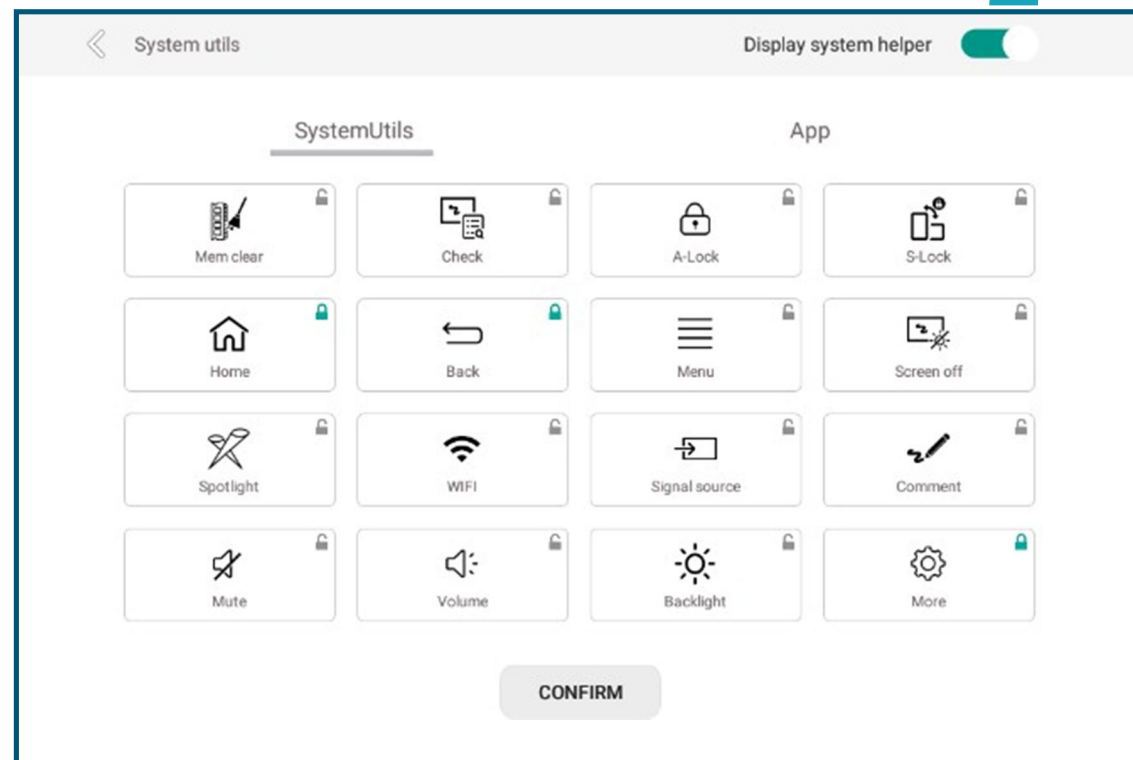 System utils Display system helper
SystemUtils App
Mem clear Check A-Lock S-Lock
Home Back Menu Screen off
Spotlight WIFI Signal source Comment
Mute Volume Backlight More
CONFIRM